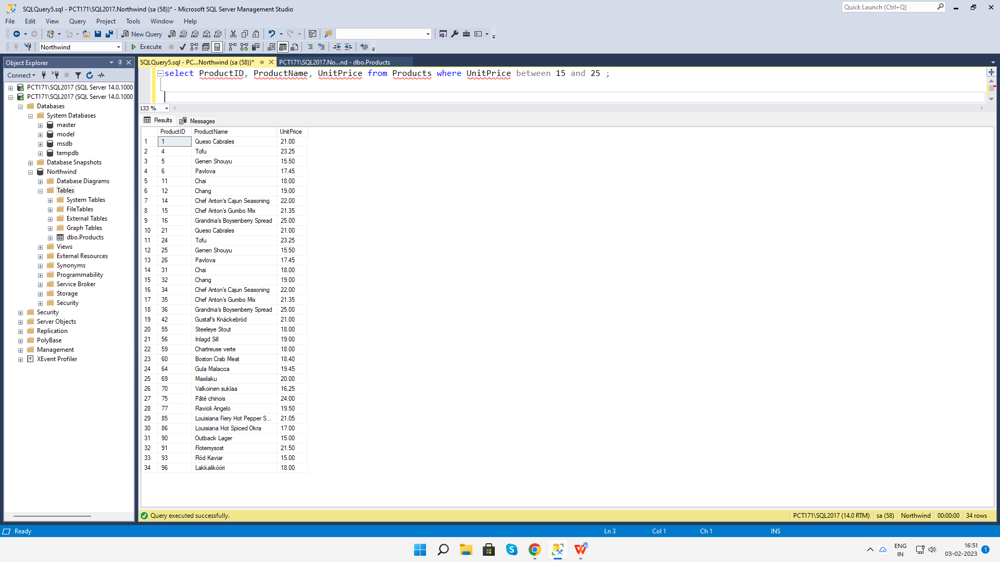 SQLQuery5.sql - PCT171\SQL2017.Northwind (sa (58))* - Microsoft SQL Server Management Studio
Quick Launch (Ctrl+Q)
File Edit View Query Project Tools Window Help
New Query MDX DMX XMLA DAX
Northwind Execute
Object Explorer
SQLQuery5.sql - PC...Northwind (sa (58))* PCT171\SQL2017.No...nd - dbo.Products
Connect
select ProductID, ProductName, UnitPrice from Products where UnitPrice between 15 and 25 ;
133 %
Results Messages
PCT171\SQL2017 (SQL Server 14.0.1000
PCT171\SQL2017 (SQL Server 14.0.1000
Databases
System Databases
master
model
msdb
tempdb
Database Snapshots
Northwind
Database Diagrams
Tables
System Tables
FileTables
External Tables
Graph Tables
dbo.Products
Views
External Resources
Synonyms
Programmability
Service Broker
Storage
Security
Security
Server Objects
Replication
PolyBase
Management
XEvent Profiler
ProductID ProductName UnitPrice
1 1 Queso Cabrales 21.00
2 4 Tofu 23.25
3 5 Genen Shouyu 15.50
4 6 Pavlova 17.45
5 11 Chai 18.00
6 12 Chang 19.00
7 14 Chef Anton's Cajun Seasoning 22.00
8 15 Chef Anton's Gumbo Mix 21.35
9 16 Grandma's Boysenberry Spread 25.00
10 21 Queso Cabrales 21.00
11 24 Tofu 23.25
12 25 Genen Shouyu 15.50
13 26 Pavlova 17.45
14 31 Chai 18.00
15 32 Chang 19.00
16 34 Chef Anton's Cajun Seasoning 22.00
17 35 Chef Anton's Gumbo Mix 21.35
18 36 Grandma's Boysenberry Spread 25.00
19 42 Gustaf's Knäckebröd 21.00
20 55 Steeleye Stout 18.00
21 56 Inlagd Sill 19.00
22 59 Chartreuse verte 18.00
23 60 Boston Crab Meat 18.40
24 64 Gula Malacca 19.45
25 69 Maxilaku 20.00
26 70 Valkoinen suklaa 16.25
27 75 Pâté chinois 24.00
28 77 Ravioli Angelo 19.50
29 85 Louisiana Fiery Hot Pepper S... 21.05
30 86 Louisiana Hot Spiced Okra 17.00
31 90 Outback Lager 15.00
32 91 Flotemysost 21.50
33 93 Röd Kaviar 15.00
34 96 Lakkalikööri 18.00
Query executed successfully. PCT171\SQL2017 (14.0 RTM) sa (58) Northwind 00:00:00 34 rows
Ready Ln 3 Col 1 Ch 1 INS
ENG
IN
16:51
03-02-2023
1